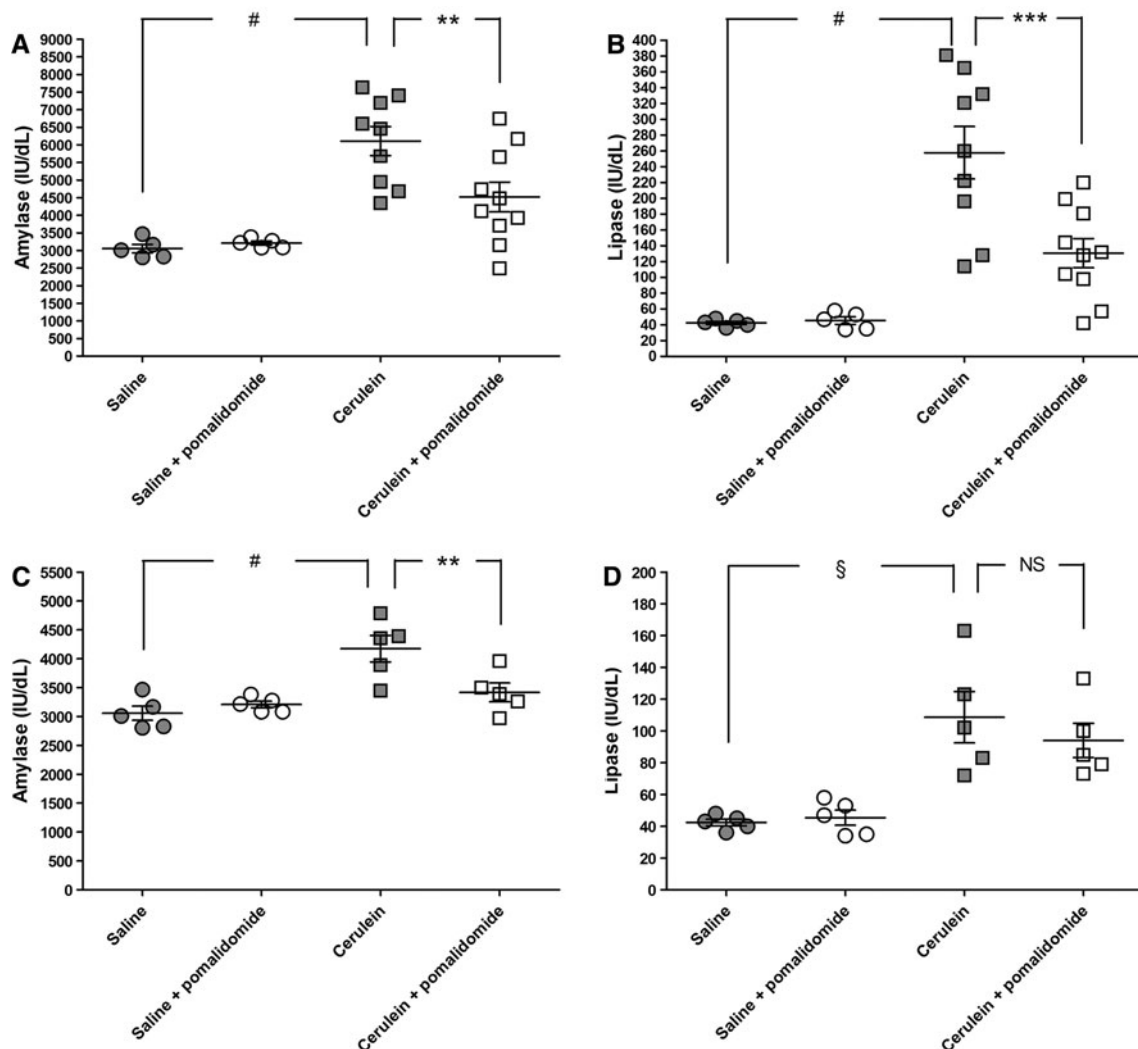 A
#
**
Amylase (IU/dL)
9000
8500
8000
7500
7000
6500
6000
5500
5000
4500
4000
3500
3000
2500
2000
1500
1000
500
0
Saline
Saline + pomalidomide
Cerulein
Cerulein + pomalidomide
B
#
***
Lipase (IU/dL)
400
380
360
340
320
300
280
260
240
220
200
180
160
140
120
100
80
60
40
20
0
Saline
Saline + pomalidomide
Cerulein
Cerulein + pomalidomide
C
#
**
Amylase (IU/dL)
5500
5000
4500
4000
3500
3000
2500
2000
1500
1000
500
0
Saline
Saline + pomalidomide
Cerulein
Cerulein + pomalidomide
D
§
NS
Lipase (IU/dL)
200
180
160
140
120
100
80
60
40
20
0
Saline
Saline + pomalidomide
Cerulein
Cerulein + pomalidomide